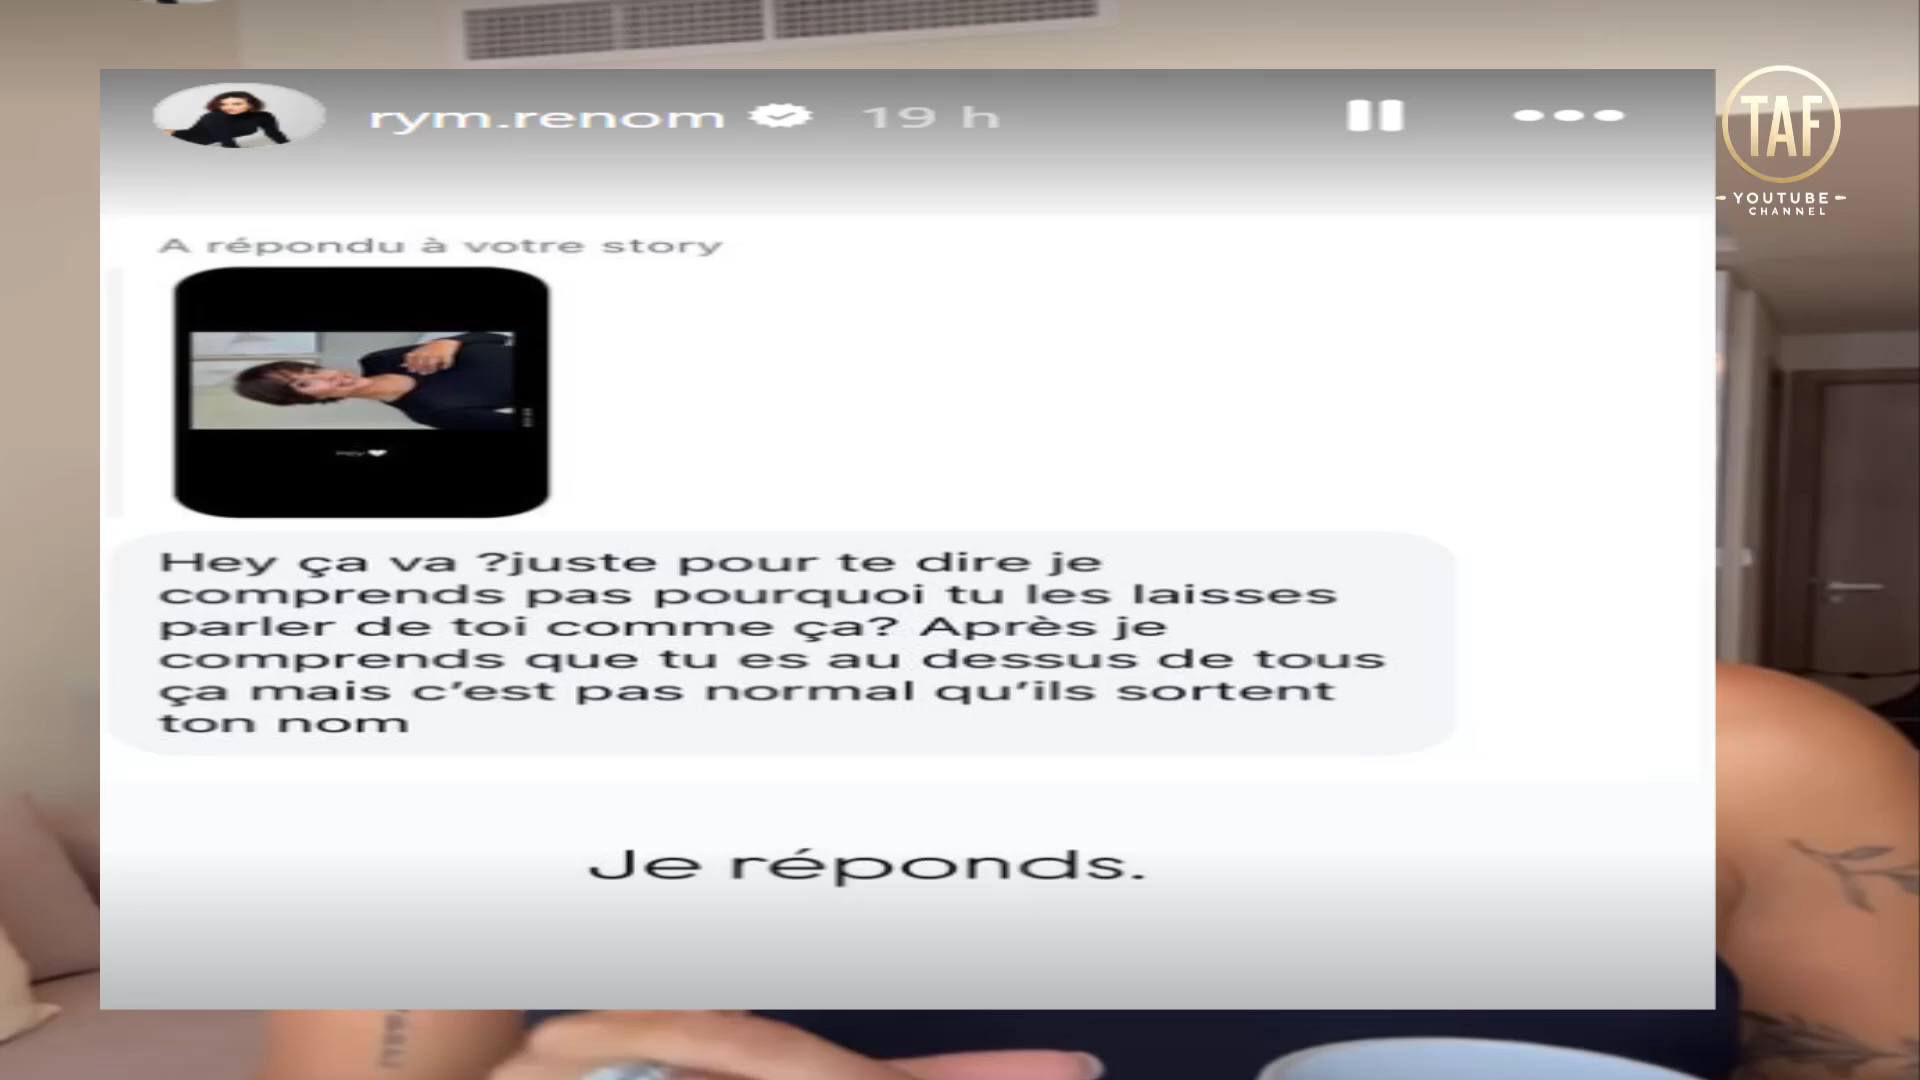 rym.renom 19 h
TAF
YOUTUBE
CHANNEL
A répondu à votre story
Hey ça va ?juste pour te dire je
comprends pas pourquoi tu les laisses
parler de toi comme ça? Après je
comprends que tu es au dessus de tous
ça mais c'est pas normal qu'ils sortent
ton nom
Je réponds.